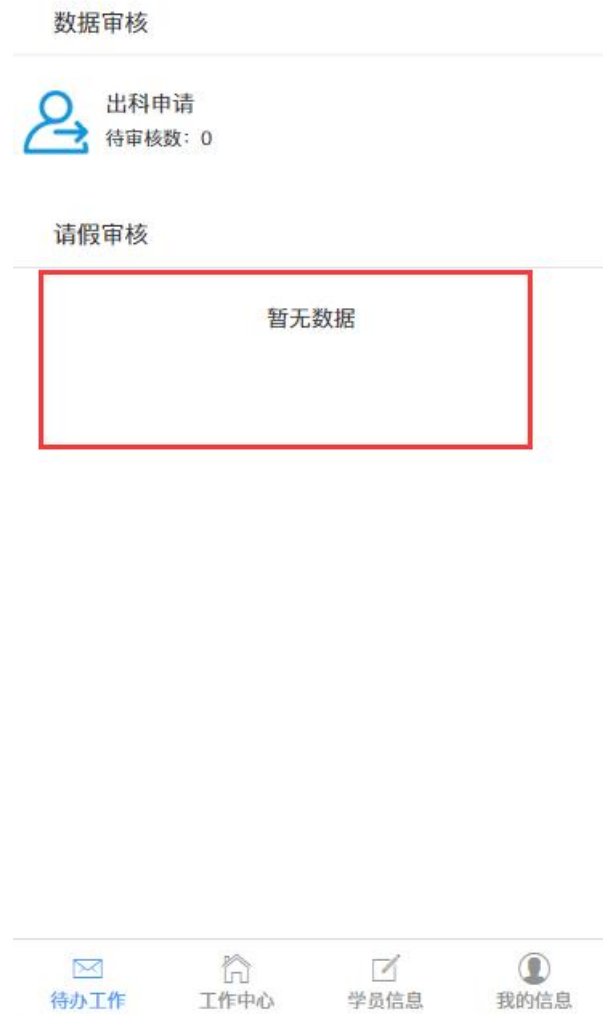 数据审核
出科申请
待审核数：0
请假审核
暂无数据
待办工作 工作中心 学员信息 我的信息